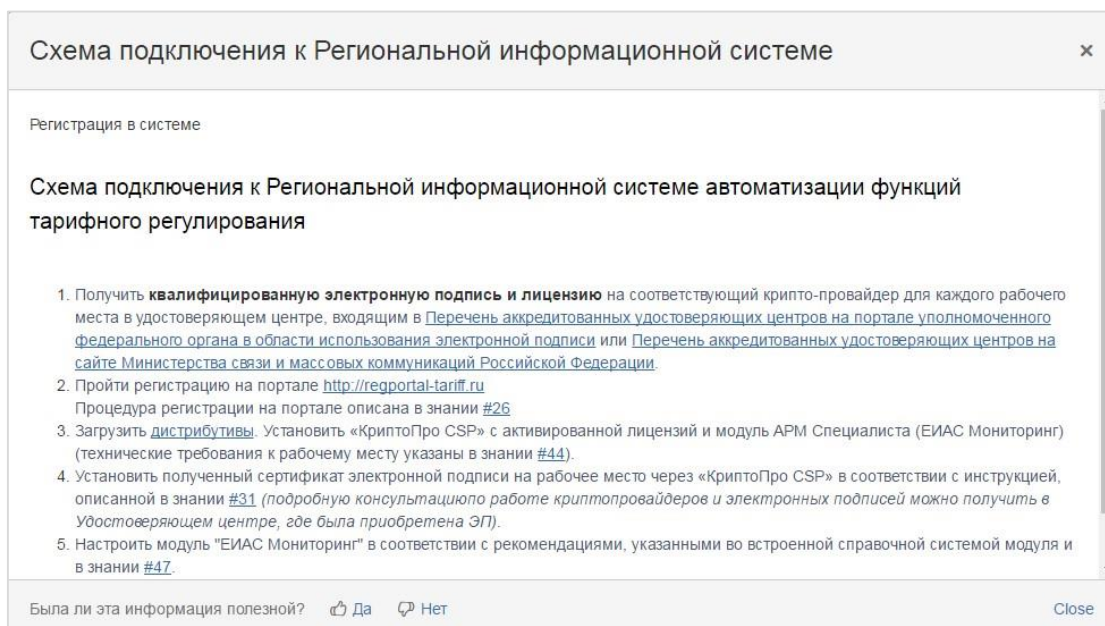 Схема подключения к Региональной информационной системе ×
Регистрация в системе
Схема подключения к Региональной информационной системе автоматизации функций
тарифного регулирования
1. Получить квалифицированную электронную подпись и лицензию на соответствующий крипто-провайдер для каждого рабочего
места в удостоверяющем центре, входящим в Перечень аккредитованных удостоверяющих центров на портале уполномоченного
федерального органа в области использования электронной подписи или Перечень аккредитованных удостоверяющих центров на
сайте Министерства связи и массовых коммуникаций Российской Федерации.
2. Пройти регистрацию на портале http://regportal-tariff.ru
Процедура регистрации на портале описана в знании #26
3. Загрузить дистрибутивы. Установить «КриптоПро CSP» с активированной лицензий и модуль АРМ Специалиста (ЕИАС Мониторинг)
(технические требования к рабочему месту указаны в знании #44).
4. Установить полученный сертификат электронной подписи на рабочее место через «КриптоПро CSP» в соответствии с инструкцией,
описанной в знании #31 (подробную консультациюпо работе криптопровайдеров и электронных подписей можно получить в
Удостоверяющем центре, где была приобретена ЭП).
5. Настроить модуль "ЕИАС Мониторинг" в соответствии с рекомендациями, указанными во встроенной справочной системой модуля и
в знании #47.
Была ли эта информация полезной? Да Нет Close